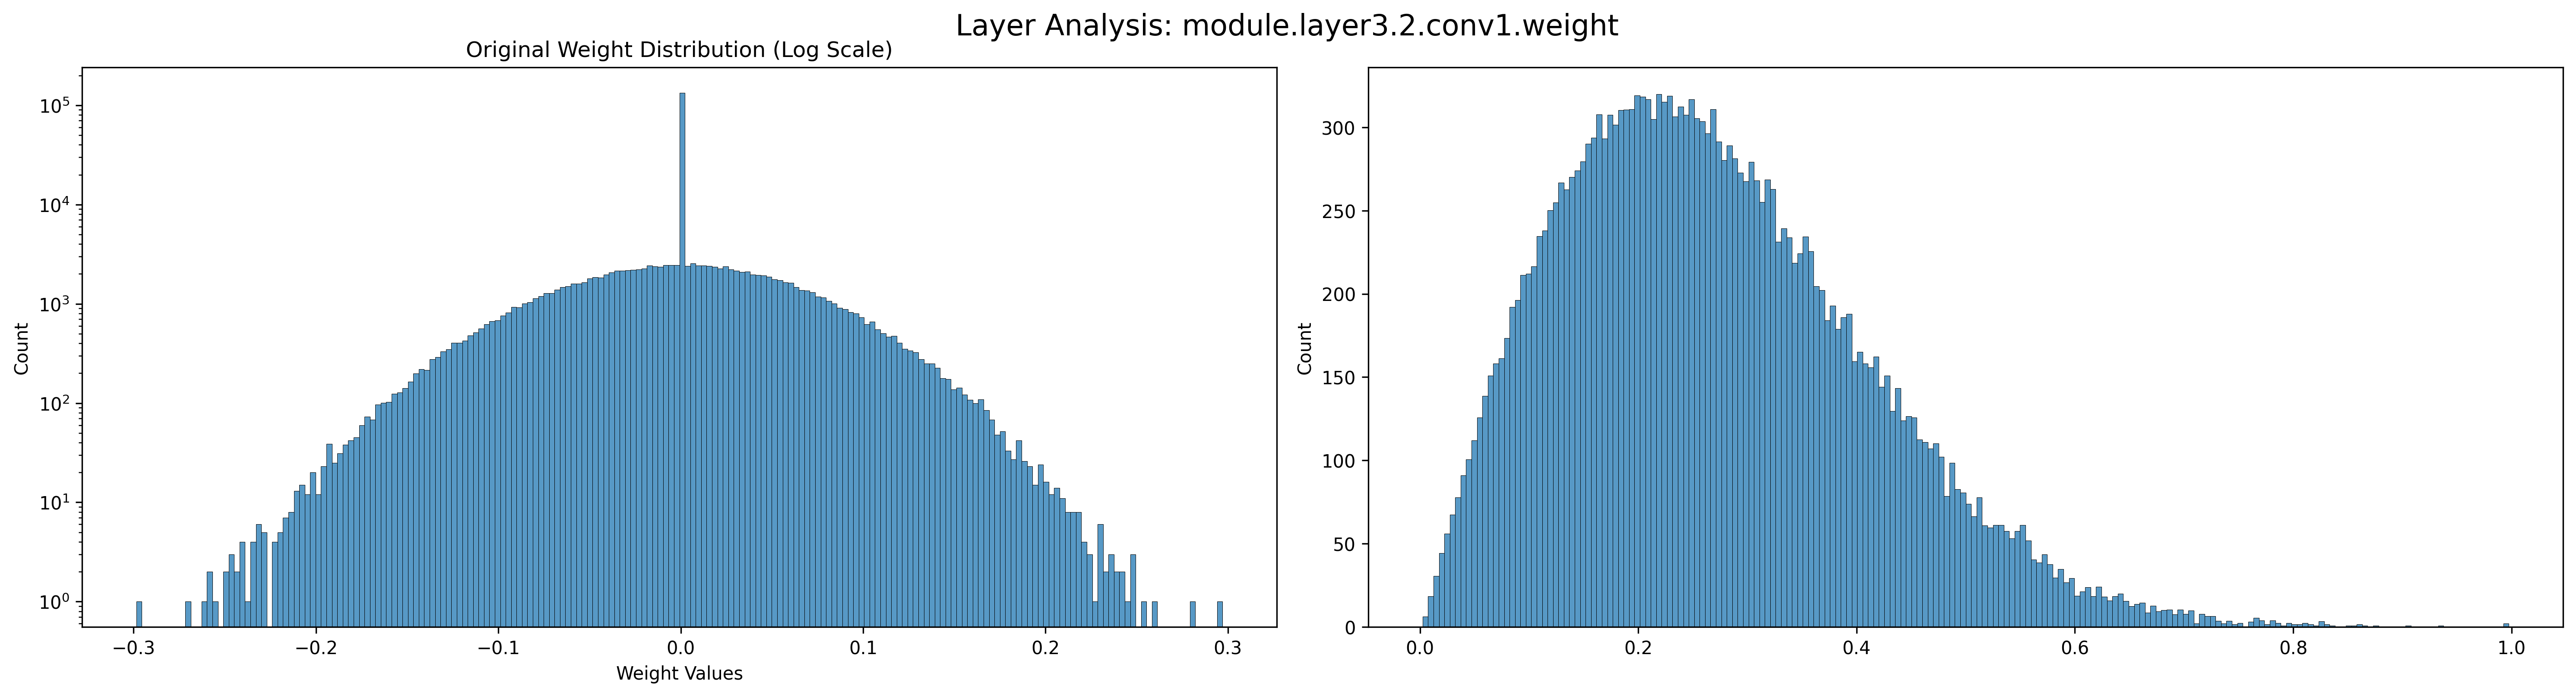 Layer Analysis: module.layer3.2.conv1.weight
Original Weight Distribution (Log Scale)
Count
10^5
10^4
10^3
10^2
10^1
10^0
−0.3 −0.2 −0.1 0.0 0.1 0.2 0.3
Weight Values
Count
300
250
200
150
100
50
0
0.0 0.2 0.4 0.6 0.8 1.0